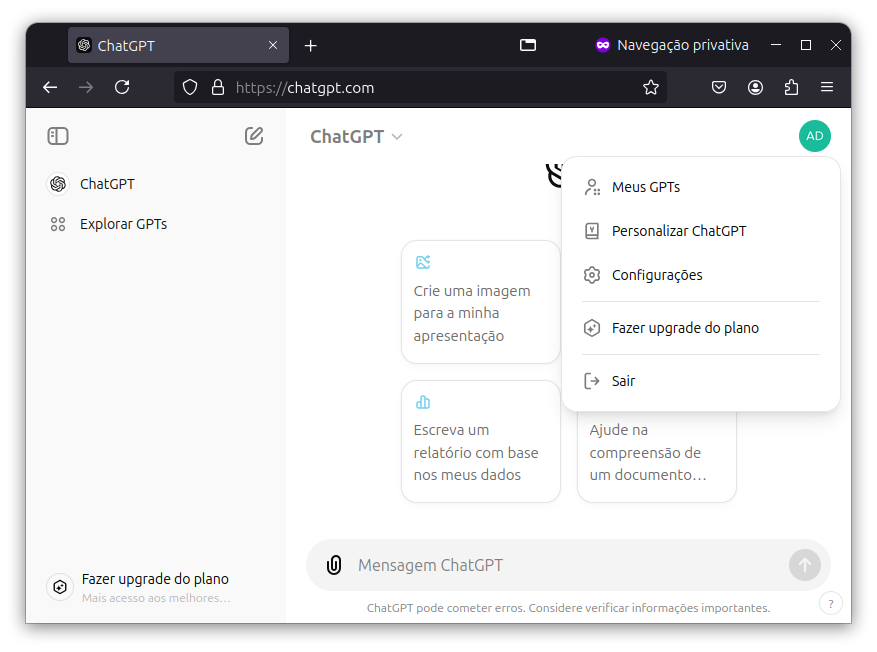 ChatGPT
Navegação privativa
https://chatgpt.com
ChatGPT
AD
ChatGPT
Explorar GPTs
Meus GPTs
Personalizar ChatGPT
Configurações
Fazer upgrade do plano
Sair
Crie uma imagem
para a minha
apresentação
Escreva um
relatório com base
nos meus dados
Ajude na
compreensão de
um documento...
Fazer upgrade do plano
Mais acesso aos melhores...
Mensagem ChatGPT
ChatGPT pode cometer erros. Considere verificar informações importantes.
?